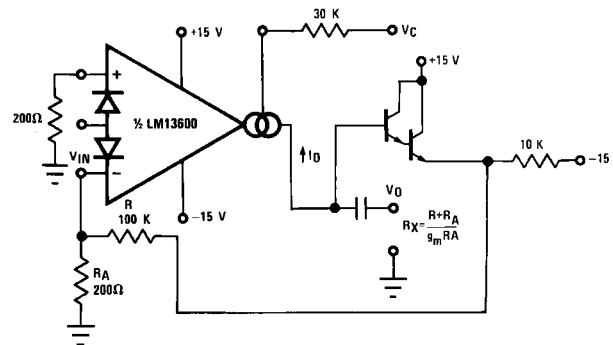 30 K
VC
+15 V
+15 V
+
200Ω
½ LM13600
VIN
−
IO
10 K
−15
R
100 K
−15 V
VO
RX=R+RA
gmRA
RA
200Ω